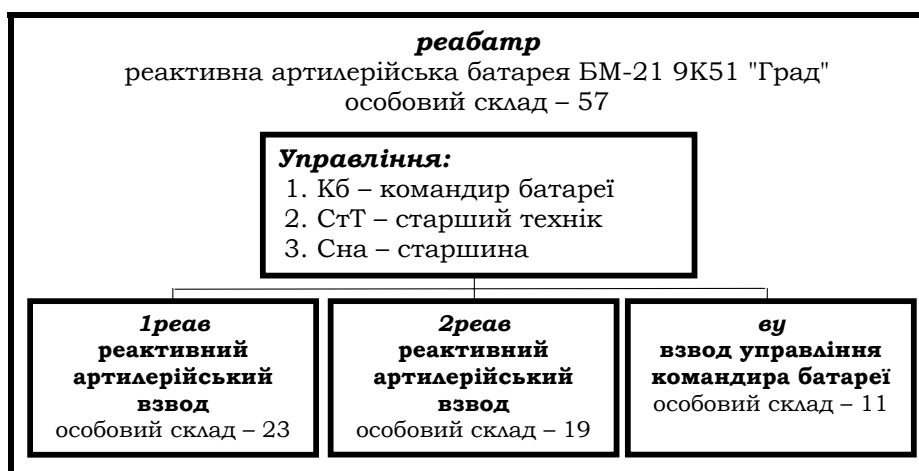 реабатр
реактивна артилерійська батарея БМ-21 9К51 "Град"
особовий склад – 57
Управління:
1. Кб – командир батареї
2. СтТ – старший технік
3. Сна – старшина
1реав
реактивний
артилерійський
взвод
особовий склад – 23
2реав
реактивний
артилерійський
взвод
особовий склад – 19
ву
взвод управління
командира батареї
особовий склад – 11